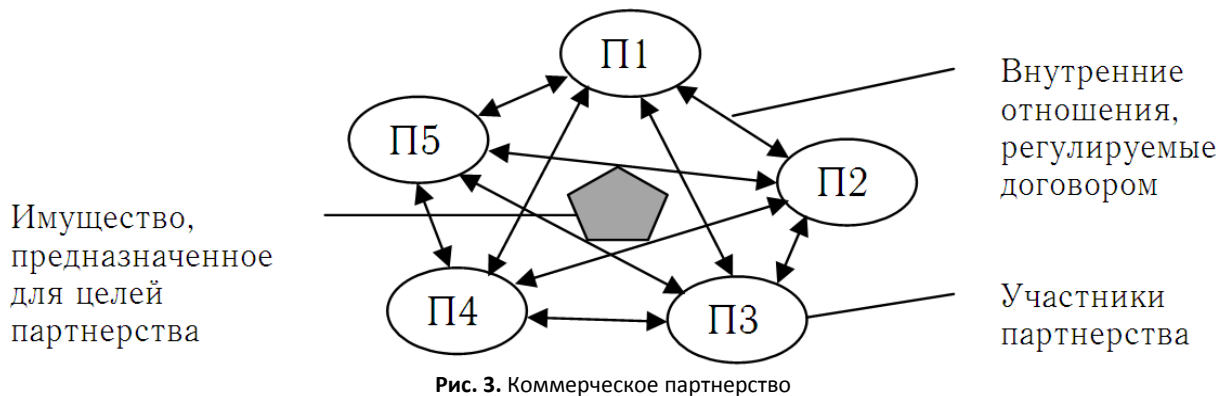 П1
П5
П2
П4
П3
Внутренние
отношения,
регулируемые
договором
Имущество,
предназначенное
для целей
партнерства
Участники
партнерства
Рис. 3. Коммерческое партнерство